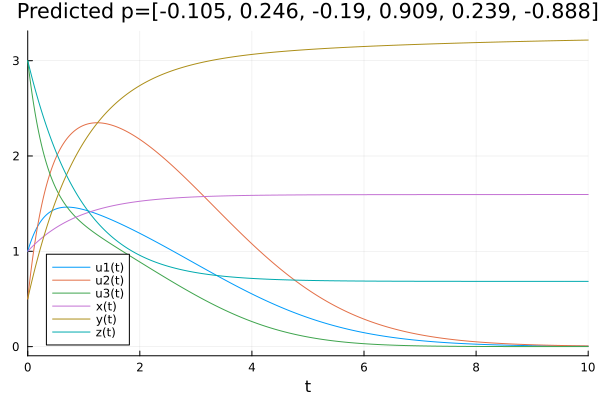 Predicted p=[-0.105, 0.246, -0.19, 0.909, 0.239, -0.888]
3
2
1
0
u1(t)
u2(t)
u3(t)
x(t)
y(t)
z(t)
0 2 4 6 8 10
t